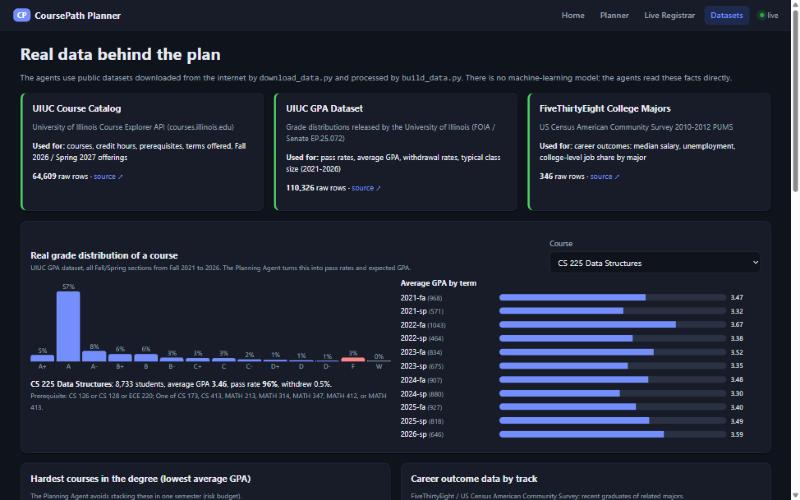 CP CoursePath Planner
Home Planner Live Registrar Datasets live
Real data behind the plan
The agents use public datasets downloaded from the internet by download_data.py and processed by build_data.py. There is no machine-learning model: the agents read these facts directly.
UIUC Course Catalog
University of Illinois Course Explorer API (courses.illinois.edu)
Used for: courses, credit hours, prerequisites, terms offered, Fall
2026 / Spring 2027 offerings
64,609 raw rows · source ↗
UIUC GPA Dataset
Grade distributions released by the University of Illinois (FOIA /
Senate EP.25.072)
Used for: pass rates, average GPA, withdrawal rates, typical class
size (2021-2026)
110,326 raw rows · source ↗
FiveThirtyEight College Majors
US Census American Community Survey 2010-2012 PUMS
Used for: career outcomes: median salary, unemployment,
college-level job share by major
346 raw rows · source ↗
Real grade distribution of a course
UIUC GPA dataset, all Fall/Spring sections from Fall 2021 to 2026. The Planning Agent turns this into pass rates and expected GPA.
Course
CS 225 Data Structures
5% 57% 8% 6% 6% 3% 3% 3% 2% 1% 1% 1% 3% 0%
A+ A A- B+ B B- C+ C C- D+ D D- F W
CS 225 Data Structures: 8,733 students, average GPA 3.46, pass rate 96%, withdrew 0.5%.
Prerequisite: CS 126 or CS 128 or ECE 220; One of CS 173, CS 413, MATH 213, MATH 314, MATH 347, MATH 412, or MATH
413.
Average GPA by term
2021-fa (968) 3.47
2021-sp (571) 3.32
2022-fa (1043) 3.67
2022-sp (464) 3.38
2023-fa (834) 3.52
2023-sp (675) 3.35
2024-fa (907) 3.48
2024-sp (880) 3.30
2025-fa (927) 3.40
2025-sp (818) 3.49
2026-sp (646) 3.59
Hardest courses in the degree (lowest average GPA)
The Planning Agent avoids stacking these in one semester (risk budget).
Career outcome data by track
FiveThirtyEight / US Census American Community Survey: recent graduates of related majors.